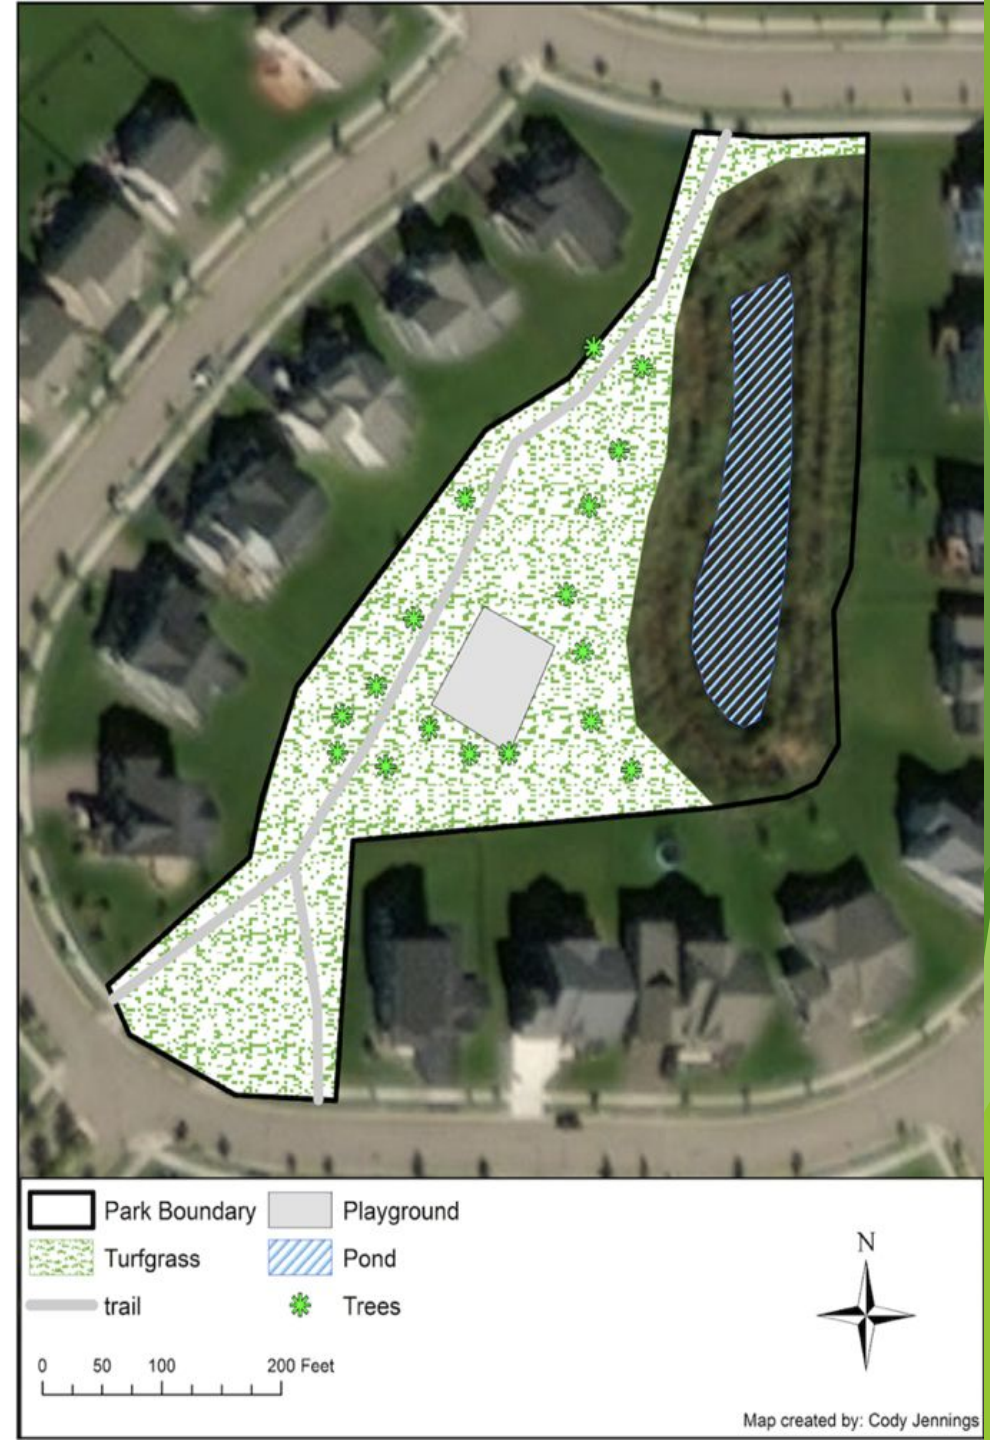 Park Boundary
Playground
Turfgrass
Pond
trail
Trees
N
0 50 100 200 Feet
Map created by: Cody Jennings